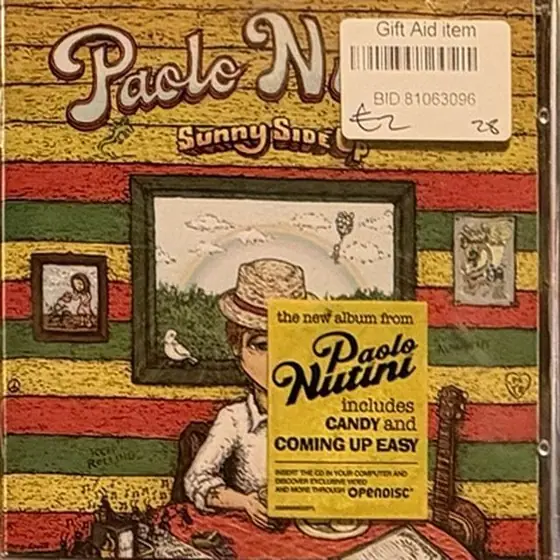 Gift Aid item
BID 81063096
£2 28
Paolo N
Sunny Side Up
the new album from
Paolo
Nutini
includes
CANDY and
COMING UP EASY
INSERT THE CD IN YOUR COMPUTER AND
DISCOVER EXCLUSIVE VIDEO
AND MORE THROUGH OPENDISC